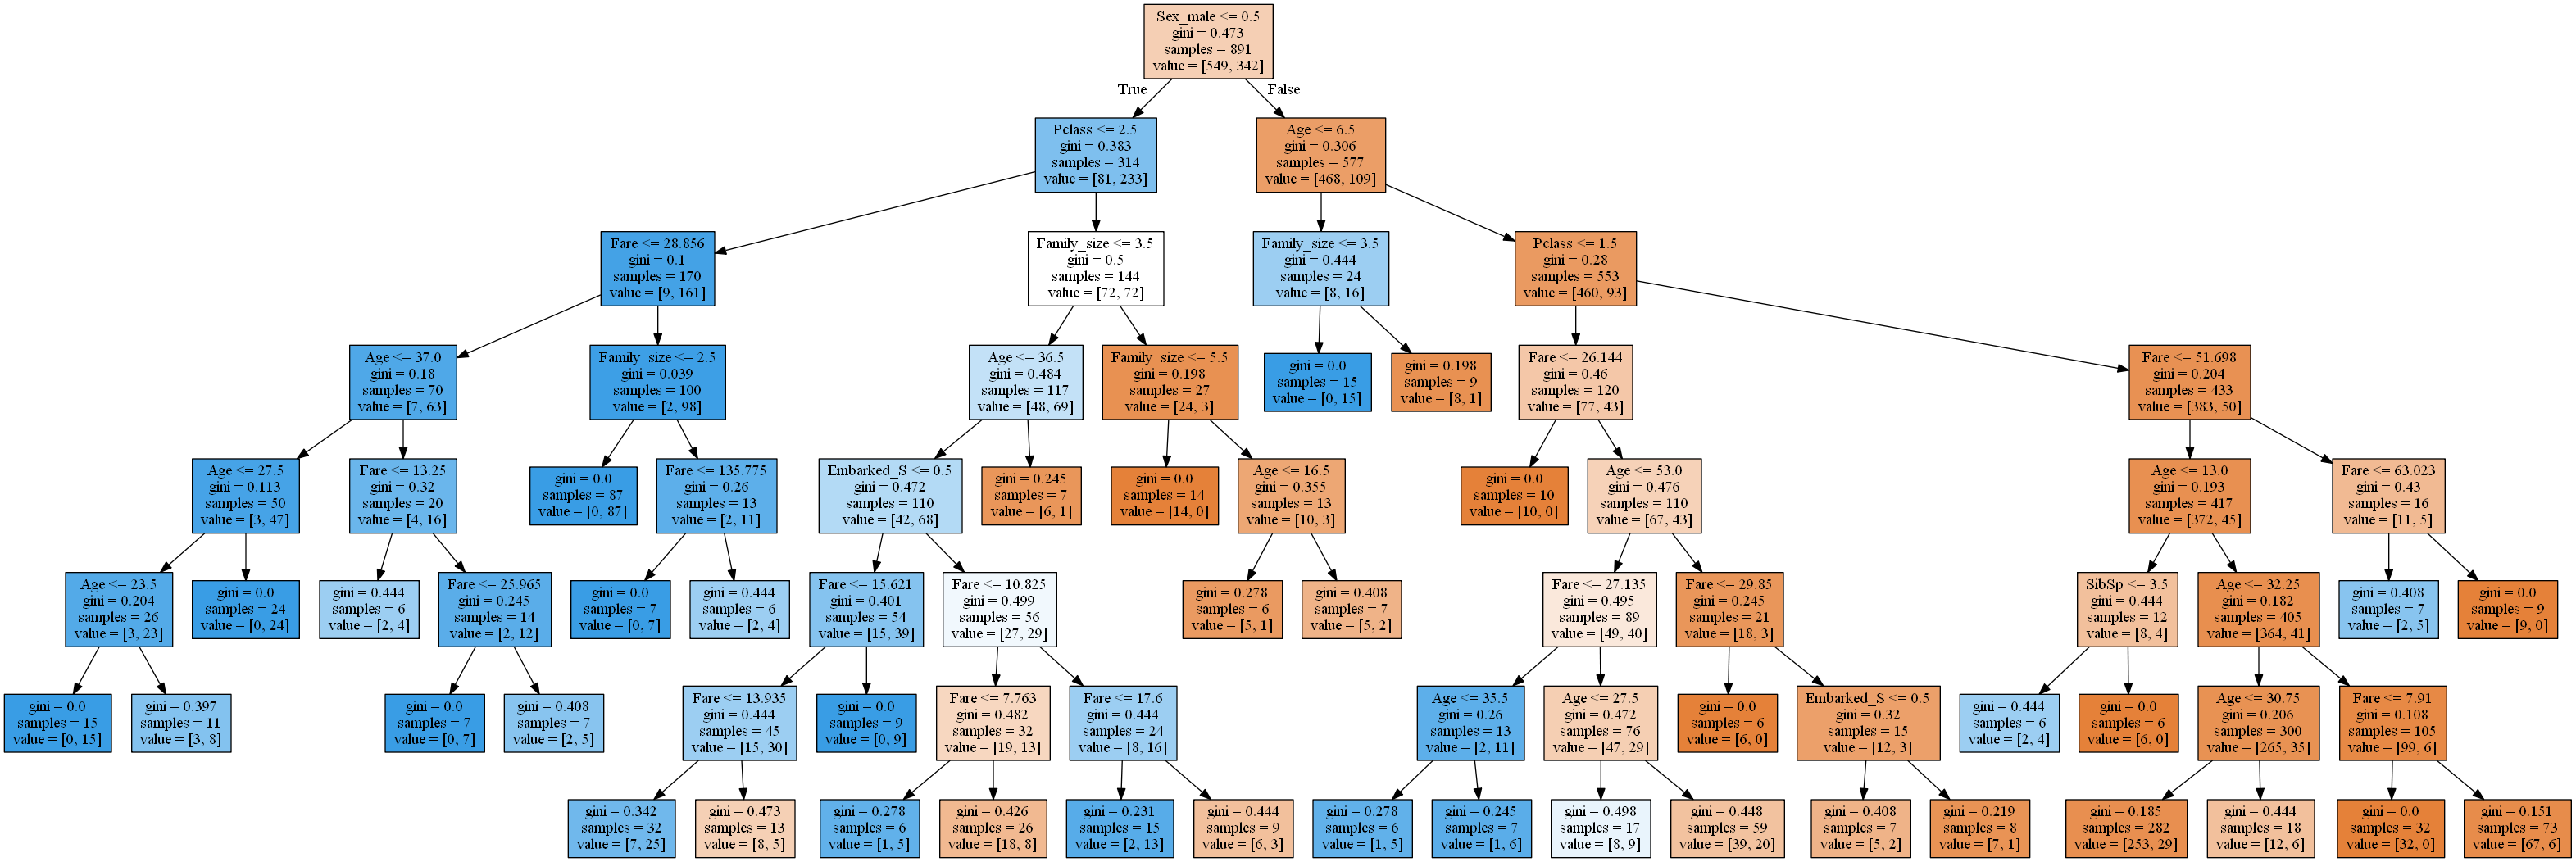 Sex_male <= 0.5
gini = 0.473
samples = 891
value = [549, 342]
True
False
Pclass <= 2.5
gini = 0.383
samples = 314
value = [81, 233]
Age <= 6.5
gini = 0.306
samples = 577
value = [468, 109]
Fare <= 28.856
gini = 0.1
samples = 170
value = [9, 161]
Family_size <= 3.5
gini = 0.5
samples = 144
value = [72, 72]
Family_size <= 3.5
gini = 0.444
samples = 24
value = [8, 16]
Pclass <= 1.5
gini = 0.28
samples = 553
value = [460, 93]
Age <= 37.0
gini = 0.18
samples = 70
value = [7, 63]
Family_size <= 2.5
gini = 0.039
samples = 100
value = [2, 98]
Age <= 36.5
gini = 0.484
samples = 117
value = [48, 69]
Family_size <= 5.5
gini = 0.198
samples = 27
value = [24, 3]
gini = 0.0
samples = 15
value = [0, 15]
gini = 0.198
samples = 9
value = [8, 1]
Fare <= 26.144
gini = 0.46
samples = 120
value = [77, 43]
Fare <= 51.698
gini = 0.204
samples = 433
value = [383, 50]
Age <= 27.5
gini = 0.113
samples = 50
value = [3, 47]
Fare <= 13.25
gini = 0.32
samples = 20
value = [4, 16]
gini = 0.0
samples = 87
value = [0, 87]
Fare <= 135.775
gini = 0.26
samples = 13
value = [2, 11]
Embarked_S <= 0.5
gini = 0.472
samples = 110
value = [42, 68]
gini = 0.245
samples = 7
value = [6, 1]
gini = 0.0
samples = 14
value = [14, 0]
Age <= 16.5
gini = 0.355
samples = 13
value = [10, 3]
gini = 0.0
samples = 10
value = [10, 0]
Age <= 53.0
gini = 0.476
samples = 110
value = [67, 43]
Age <= 13.0
gini = 0.193
samples = 417
value = [372, 45]
Fare <= 63.023
gini = 0.43
samples = 16
value = [11, 5]
Age <= 23.5
gini = 0.204
samples = 26
value = [3, 23]
gini = 0.0
samples = 24
value = [0, 24]
gini = 0.444
samples = 6
value = [2, 4]
Fare <= 25.965
gini = 0.245
samples = 14
value = [2, 12]
gini = 0.0
samples = 7
value = [0, 7]
gini = 0.444
samples = 6
value = [2, 4]
Fare <= 15.621
gini = 0.401
samples = 54
value = [15, 39]
Fare <= 10.825
gini = 0.499
samples = 56
value = [27, 29]
gini = 0.278
samples = 6
value = [5, 1]
gini = 0.408
samples = 7
value = [5, 2]
Fare <= 27.135
gini = 0.495
samples = 89
value = [49, 40]
Fare <= 29.85
gini = 0.245
samples = 21
value = [18, 3]
SibSp <= 3.5
gini = 0.444
samples = 12
value = [8, 4]
Age <= 32.25
gini = 0.182
samples = 405
value = [364, 41]
gini = 0.408
samples = 7
value = [2, 5]
gini = 0.0
samples = 9
value = [9, 0]
gini = 0.0
samples = 15
value = [0, 15]
gini = 0.397
samples = 11
value = [3, 8]
gini = 0.0
samples = 7
value = [0, 7]
gini = 0.408
samples = 7
value = [2, 5]
Fare <= 13.935
gini = 0.444
samples = 45
value = [15, 30]
gini = 0.0
samples = 9
value = [0, 9]
Fare <= 7.763
gini = 0.482
samples = 32
value = [19, 13]
Fare <= 17.6
gini = 0.444
samples = 24
value = [8, 16]
Age <= 35.5
gini = 0.26
samples = 13
value = [2, 11]
Age <= 27.5
gini = 0.472
samples = 76
value = [47, 29]
gini = 0.0
samples = 6
value = [6, 0]
Embarked_S <= 0.5
gini = 0.32
samples = 15
value = [12, 3]
gini = 0.444
samples = 6
value = [2, 4]
gini = 0.0
samples = 6
value = [6, 0]
Age <= 30.75
gini = 0.206
samples = 300
value = [265, 35]
Fare <= 7.91
gini = 0.108
samples = 105
value = [99, 6]
gini = 0.342
samples = 32
value = [7, 25]
gini = 0.473
samples = 13
value = [8, 5]
gini = 0.278
samples = 6
value = [1, 5]
gini = 0.426
samples = 26
value = [18, 8]
gini = 0.231
samples = 15
value = [2, 13]
gini = 0.444
samples = 9
value = [6, 3]
gini = 0.278
samples = 6
value = [1, 5]
gini = 0.245
samples = 7
value = [1, 6]
gini = 0.498
samples = 17
value = [8, 9]
gini = 0.448
samples = 59
value = [39, 20]
gini = 0.408
samples = 7
value = [5, 2]
gini = 0.219
samples = 8
value = [7, 1]
gini = 0.185
samples = 282
value = [253, 29]
gini = 0.444
samples = 18
value = [12, 6]
gini = 0.0
samples = 32
value = [32, 0]
gini = 0.151
samples = 73
value = [67, 6]